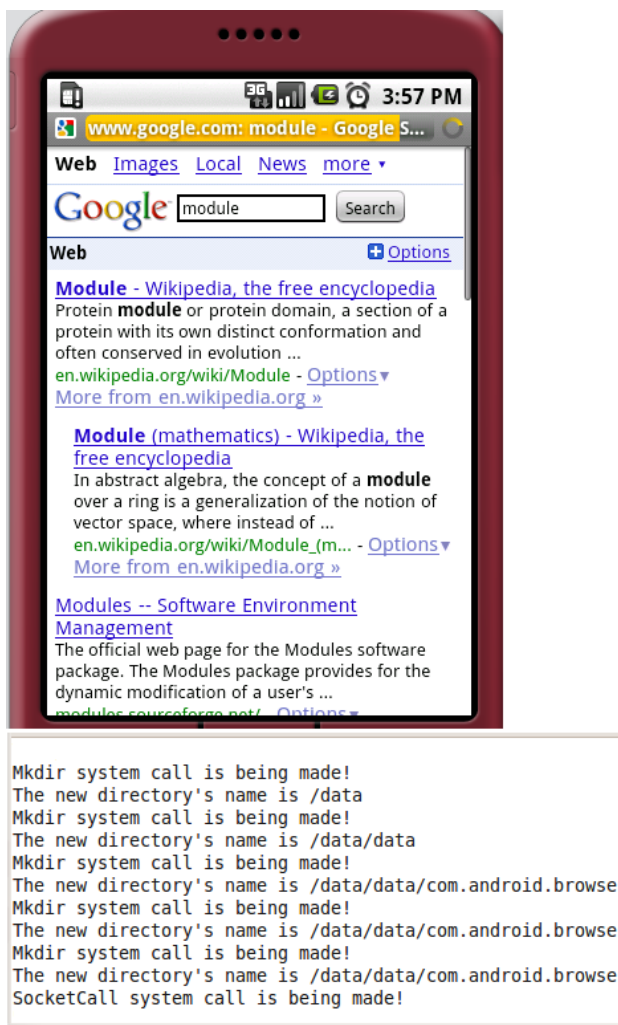 3G 3:57 PM
www.google.com: module - Google S...
Web Images Local News more ▾
Google module Search
Web Options
Module - Wikipedia, the free encyclopedia
Protein module or protein domain, a section of a
protein with its own distinct conformation and
often conserved in evolution ...
en.wikipedia.org/wiki/Module - Options▾
More from en.wikipedia.org »
Module (mathematics) - Wikipedia, the
free encyclopedia
In abstract algebra, the concept of a module
over a ring is a generalization of the notion of
vector space, where instead of ...
en.wikipedia.org/wiki/Module_(m... - Options▾
More from en.wikipedia.org »
Modules -- Software Environment
Management
The official web page for the Modules software
package. The Modules package provides for the
dynamic modification of a user's ...
modules.sourceforge.net/ - Options▾
Mkdir system call is being made!
The new directory's name is /data
Mkdir system call is being made!
The new directory's name is /data/data
Mkdir system call is being made!
The new directory's name is /data/data/com.android.browse
Mkdir system call is being made!
The new directory's name is /data/data/com.android.browse
Mkdir system call is being made!
The new directory's name is /data/data/com.android.browse
SocketCall system call is being made!